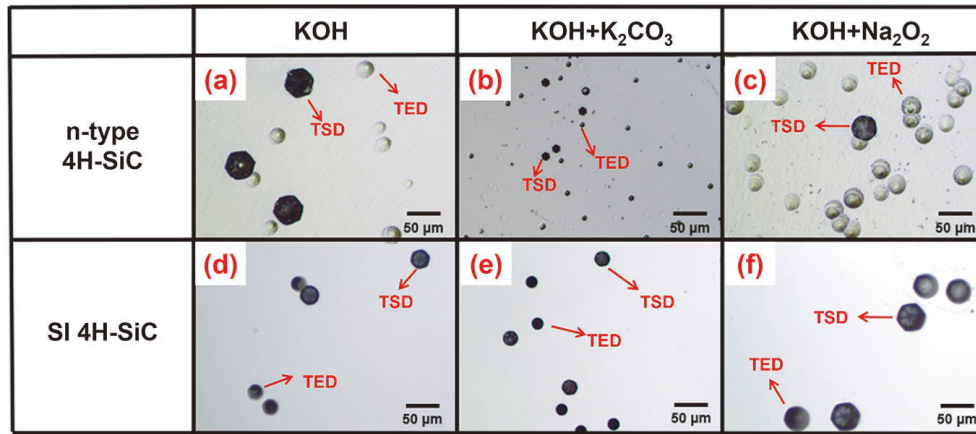 KOH
KOH+K₂CO₃
KOH+Na₂O₂
n-type
4H-SiC
(a)
TED
TSD
50 μm
(b)
TED
TSD
50 μm
(c)
TED
TSD
50 μm
SI 4H-SiC
(d)
TSD
TED
50 μm
(e)
TSD
TED
50 μm
(f)
TSD
TED
50 μm